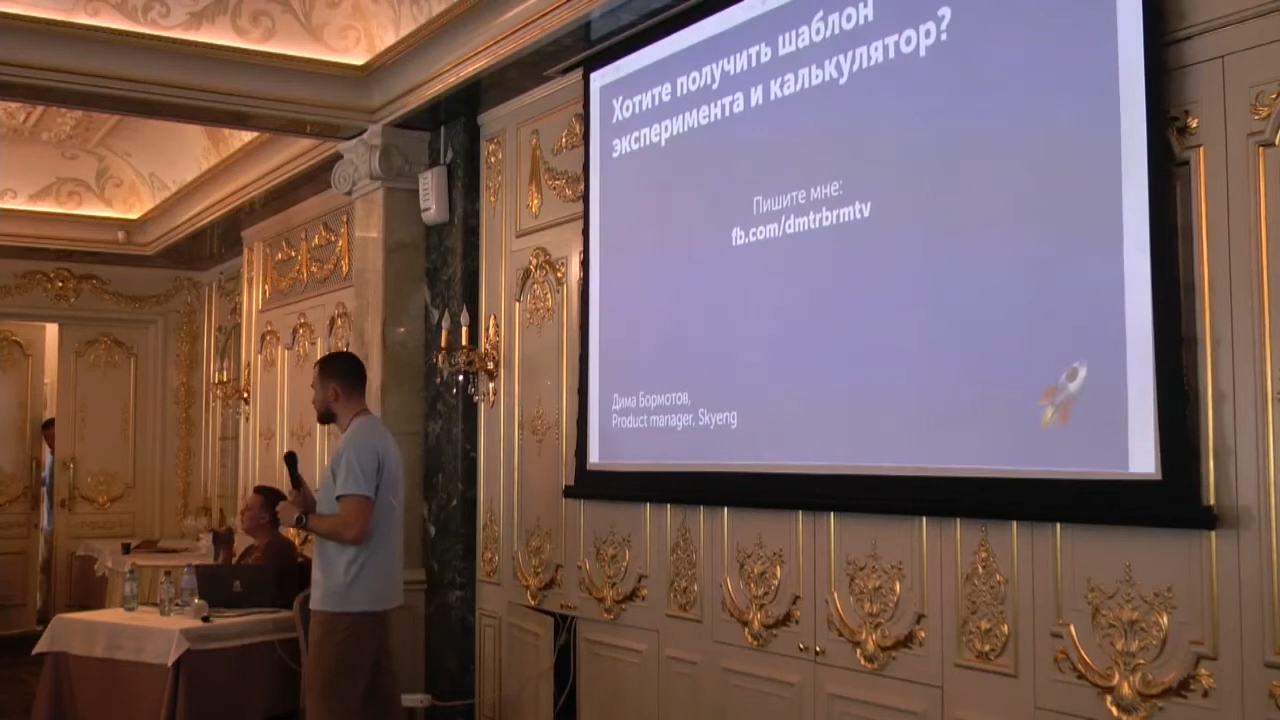 Хотите получить шаблон
эксперимента и калькулятор?
Пишите мне:
fb.com/dmtrbrmtv
Дима Бормотов,
Product manager, Skyeng